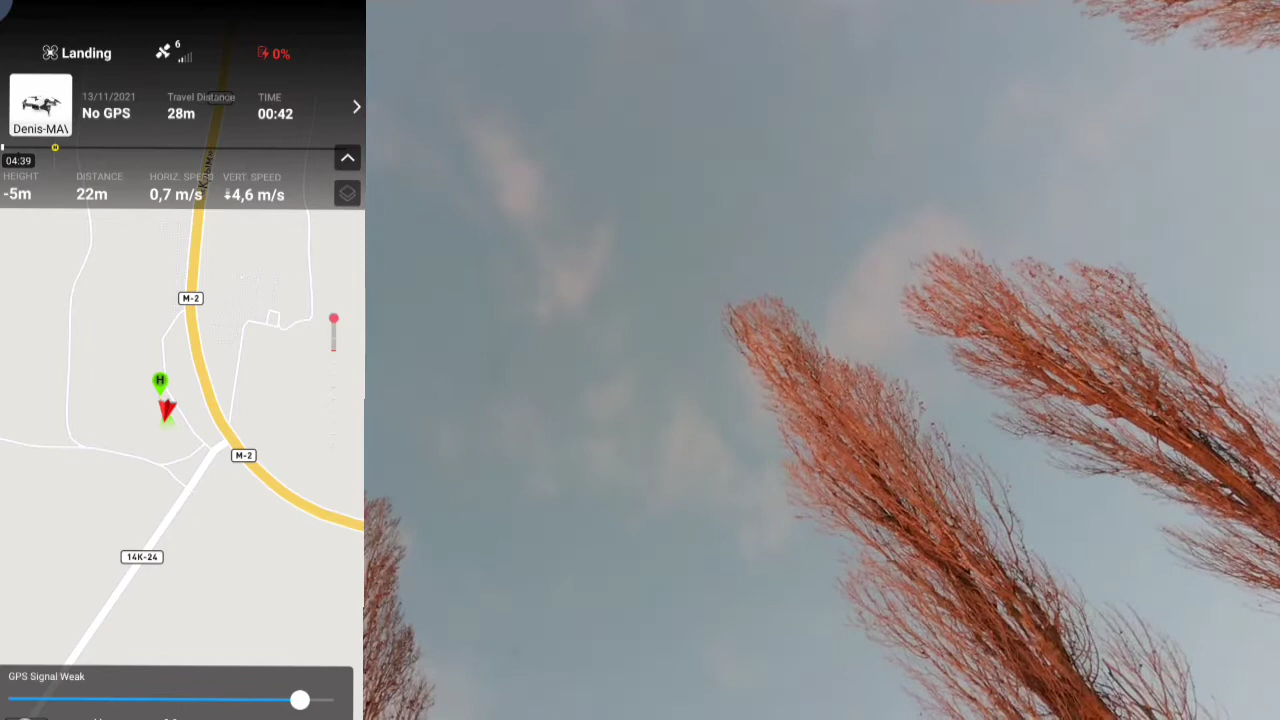 Landing
6
0%
13/11/2021
No GPS
Travel Distance
28m
TIME
00:42
Denis-MA\
04:39
HEIGHT
-5m
DISTANCE
22m
HORIZ. SPEED
0,7 m/s
VERT. SPEED
4,6 m/s
M-2
H
M-2
14K-24
GPS Signal Weak